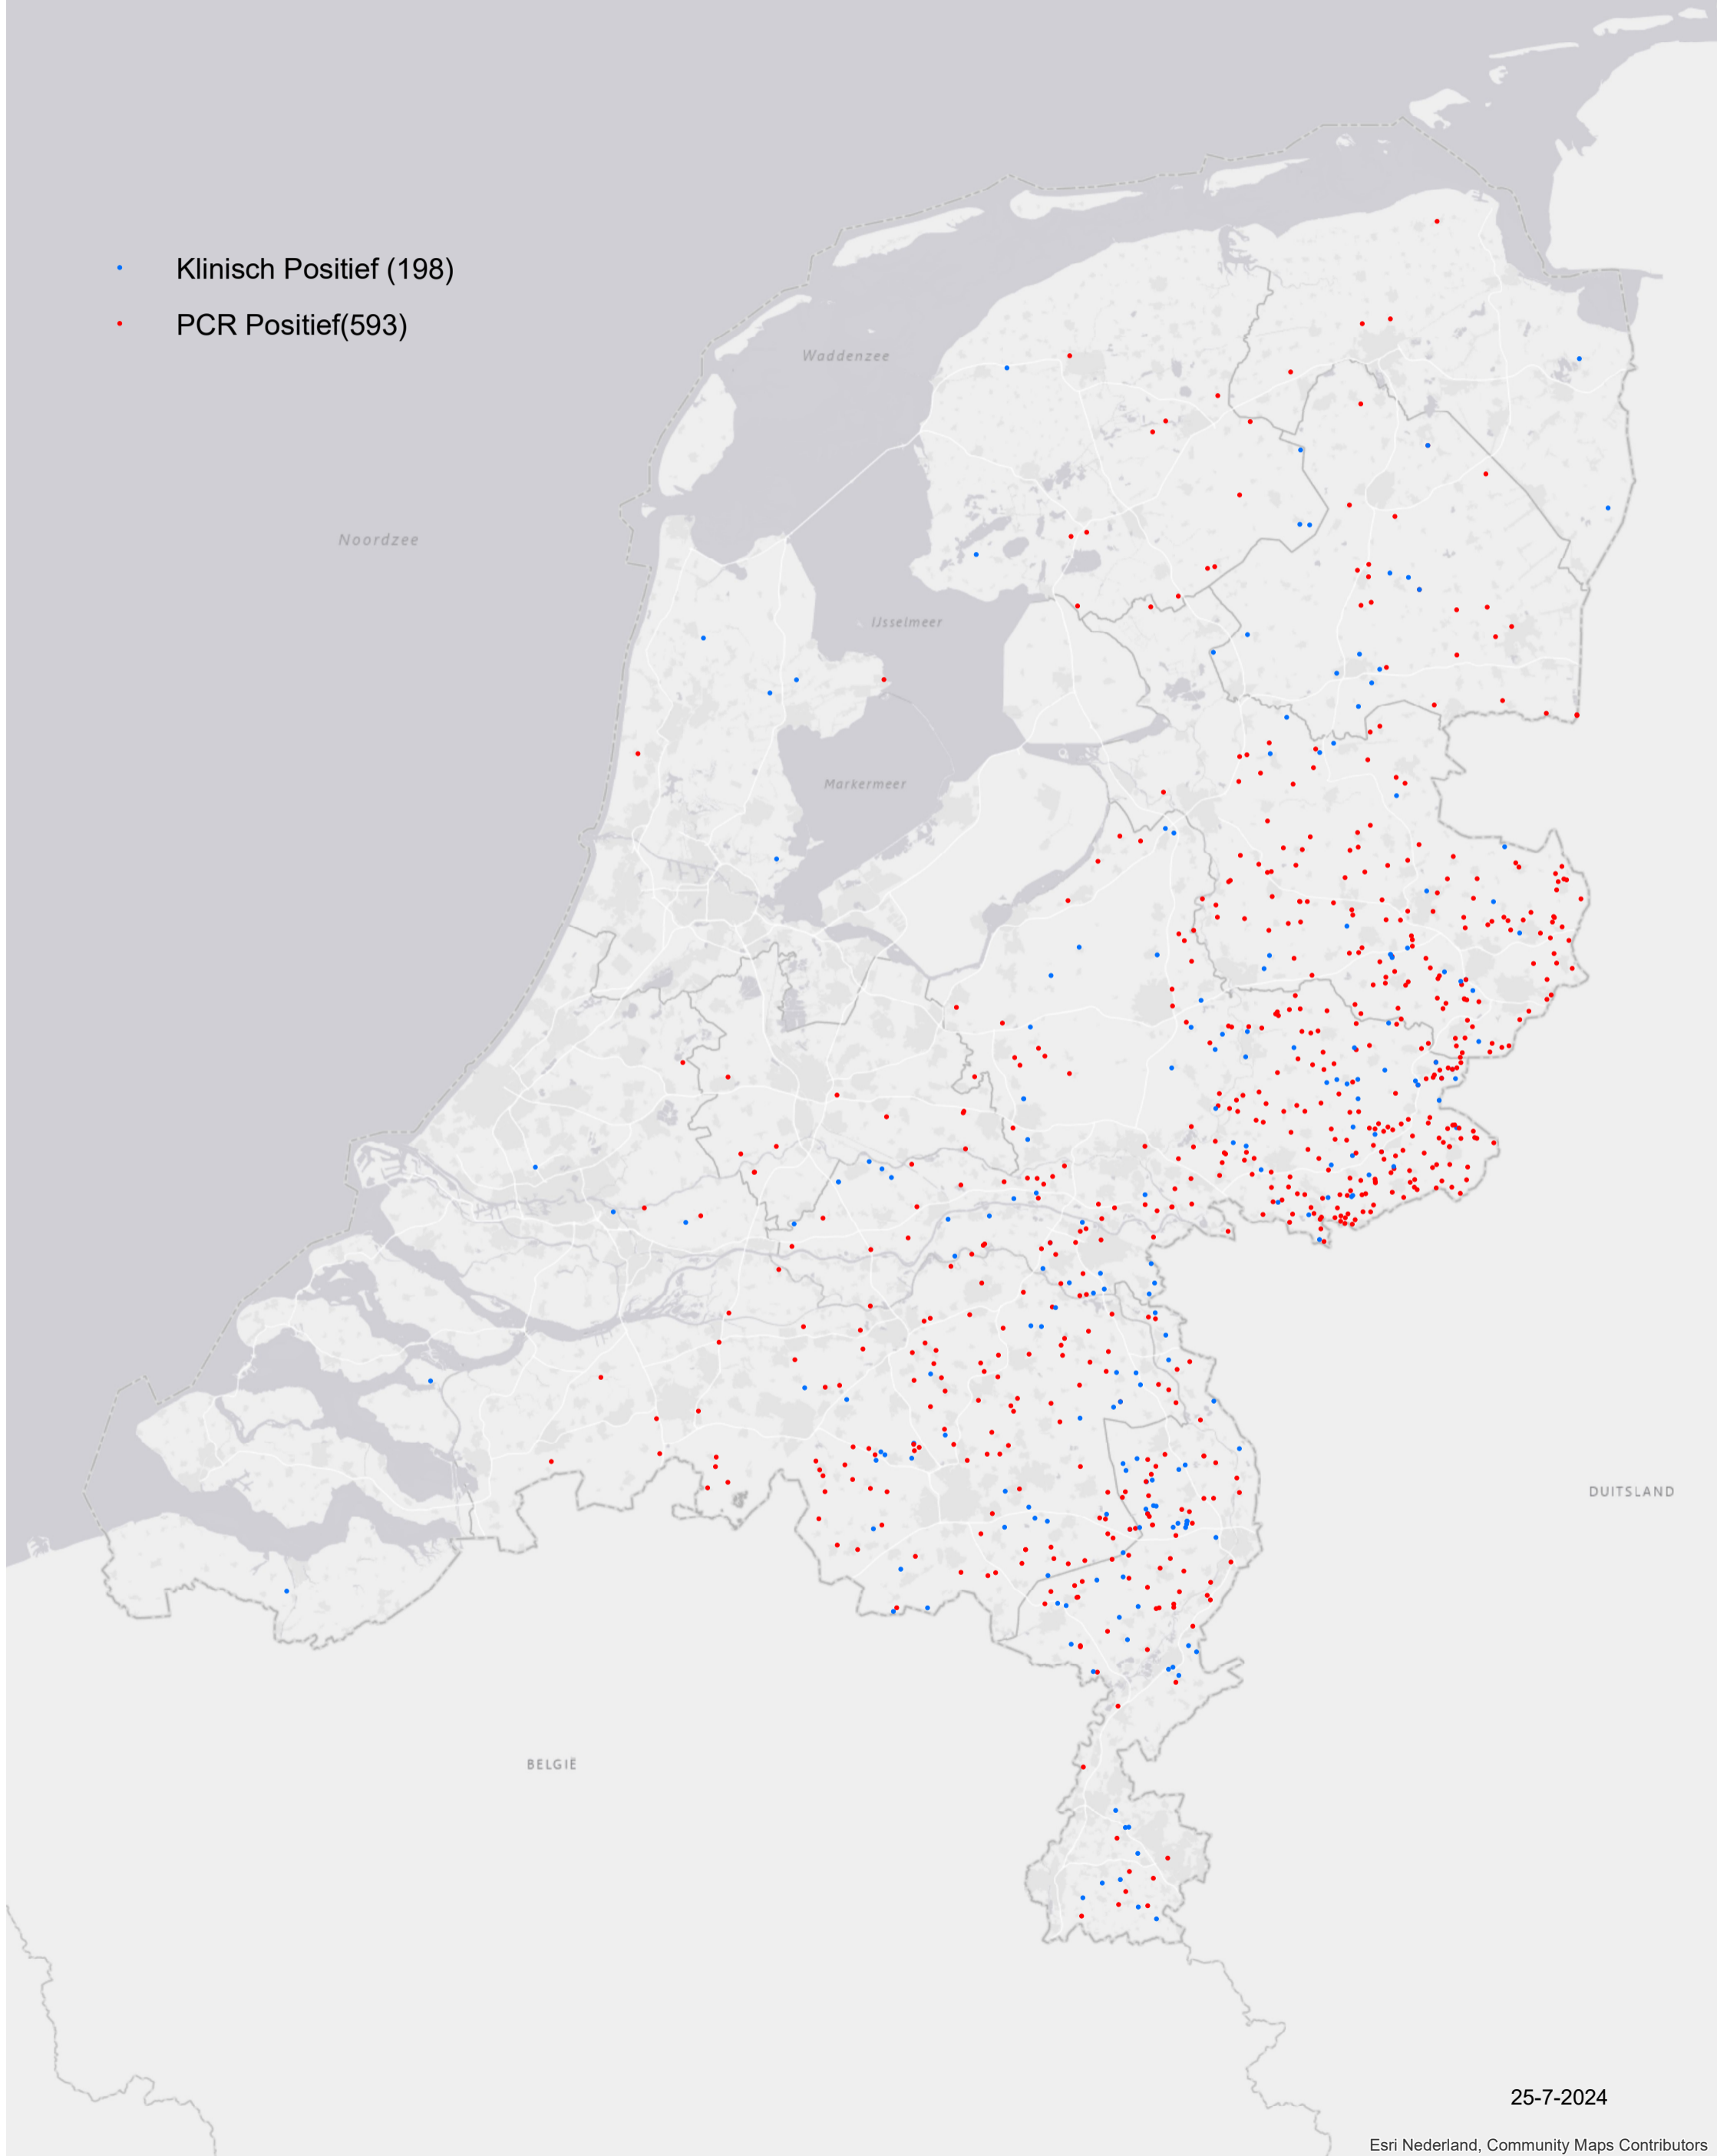 Klinisch Positief (198)
PCR Positief(593)
Waddenzee
Noordzee
IJsselmeer
Markermeer
DUITSLAND
BELGIË
25-7-2024
Esri Nederland, Community Maps Contributors